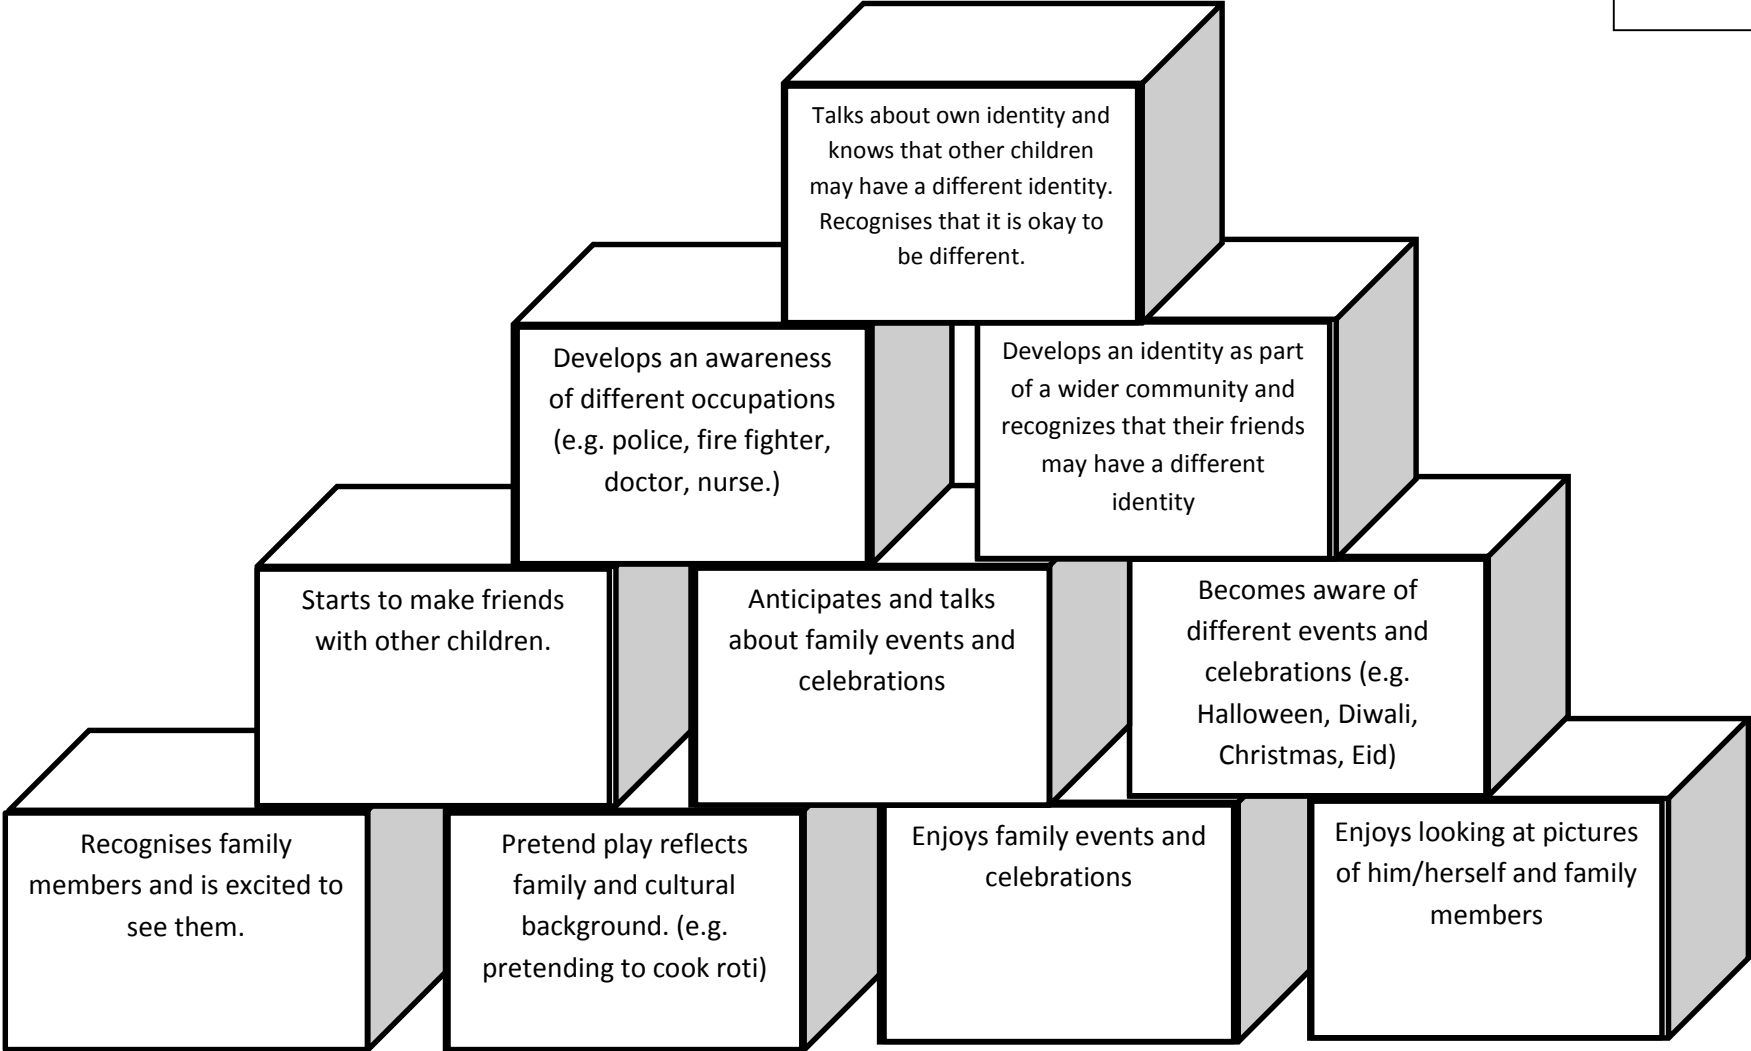 Talks about own identity and
knows that other children
may have a different identity.
Recognises that it is okay to
be different.
Develops an awareness
of different occupations
(e.g. police, fire fighter,
doctor, nurse.)
Develops an identity as part
of a wider community and
recognizes that their friends
may have a different
identity
Starts to make friends
with other children.
Anticipates and talks
about family events and
celebrations
Becomes aware of
different events and
celebrations (e.g.
Halloween, Diwali,
Christmas, Eid)
Recognises family
members and is excited to
see them.
Pretend play reflects
family and cultural
background. (e.g.
pretending to cook roti)
Enjoys family events and
celebrations
Enjoys looking at pictures
of him/herself and family
members